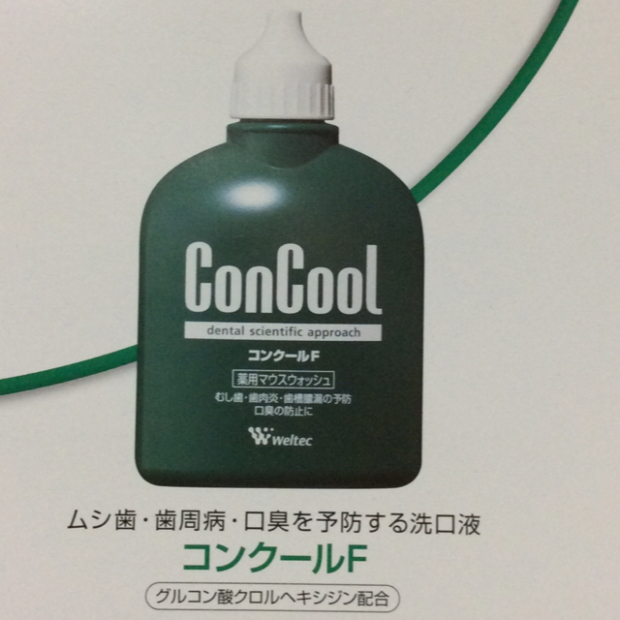 ConCool
dental scientific approach
コンクールF
薬用マウスウォッシュ
むし歯・歯肉炎・歯槽膿漏の予防
口臭の防止に
Weltec
ムシ歯・歯周病・口臭を予防する洗口液
コンクールF
グルコン酸クロルヘキシジン配合